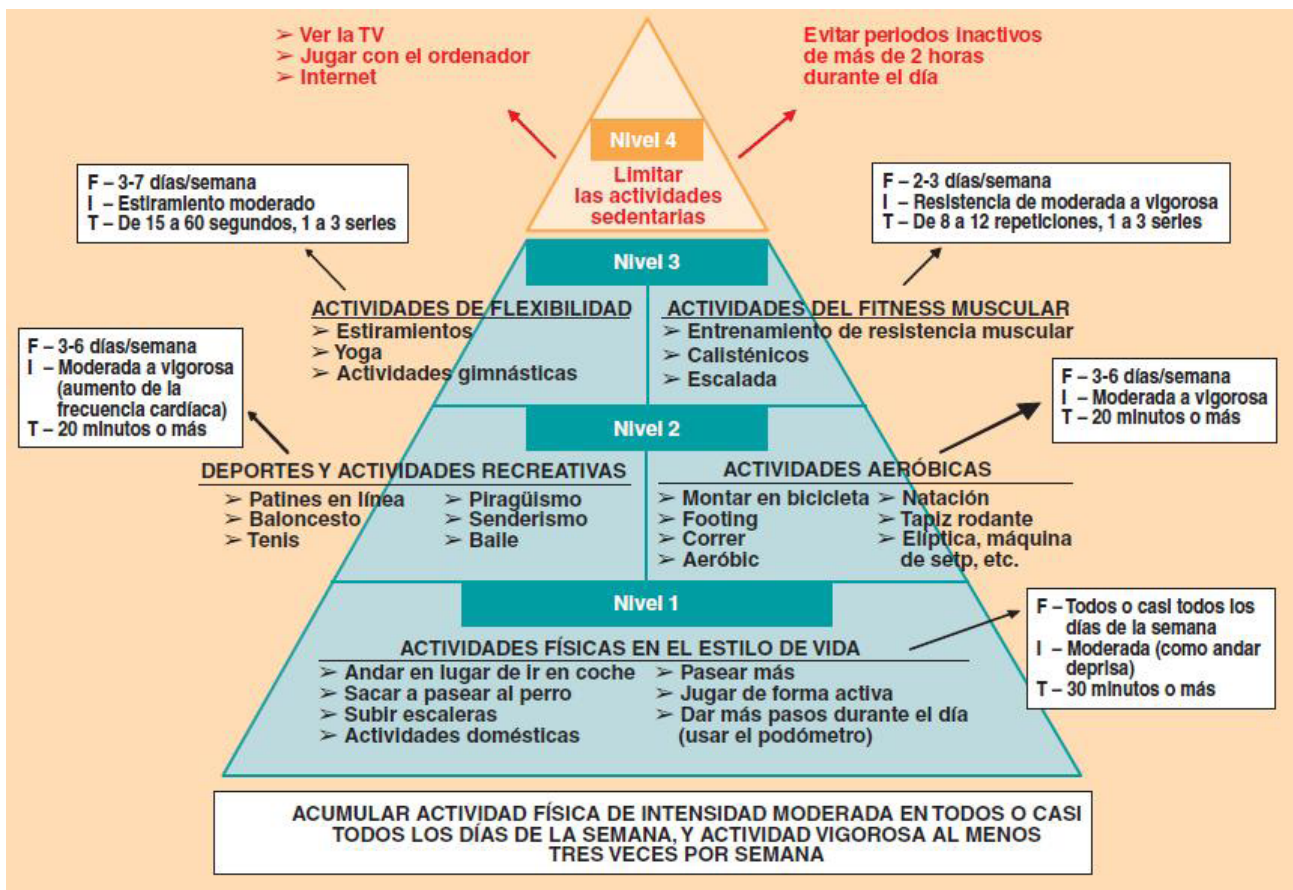 ➢ Ver la TV
➢ Jugar con el ordenador
➢ Internet
Evitar periodos inactivos
de más de 2 horas
durante el día
Nivel 4
Limitar
las actividades
sedentarias
F – 3-7 días/semana
I – Estiramiento moderado
T – De 15 a 60 segundos, 1 a 3 series
F – 2-3 días/semana
I – Resistencia de moderada a vigorosa
T – De 8 a 12 repeticiones, 1 a 3 series
Nivel 3
ACTIVIDADES DE FLEXIBILIDAD
➢ Estiramientos
➢ Yoga
➢ Actividades gimnásticas
ACTIVIDADES DEL FITNESS MUSCULAR
➢ Entrenamiento de resistencia muscular
➢ Calisténicos
➢ Escalada
F – 3-6 días/semana
I – Moderada a vigorosa
(aumento de la
frecuencia cardíaca)
T – 20 minutos o más
F – 3-6 días/semana
I – Moderada a vigorosa
T – 20 minutos o más
Nivel 2
DEPORTES Y ACTIVIDADES RECREATIVAS
➢ Patines en línea
➢ Baloncesto
➢ Tenis
➢ Piragüismo
➢ Senderismo
➢ Baile
ACTIVIDADES AERÓBICAS
➢ Montar en bicicleta
➢ Footing
➢ Correr
➢ Aeróbic
➢ Natación
➢ Tapiz rodante
➢ Elíptica, máquina
de setp, etc.
Nivel 1
ACTIVIDADES FÍSICAS EN EL ESTILO DE VIDA
➢ Andar en lugar de ir en coche
➢ Sacar a pasear al perro
➢ Subir escaleras
➢ Actividades domésticas
➢ Pasear más
➢ Jugar de forma activa
➢ Dar más pasos durante el día
(usar el podómetro)
F – Todos o casi todos los
días de la semana
I – Moderada (como andar
deprisa)
T – 30 minutos o más
ACUMULAR ACTIVIDAD FÍSICA DE INTENSIDAD MODERADA EN TODOS O CASI
TODOS LOS DÍAS DE LA SEMANA, Y ACTIVIDAD VIGOROSA AL MENOS
TRES VECES POR SEMANA